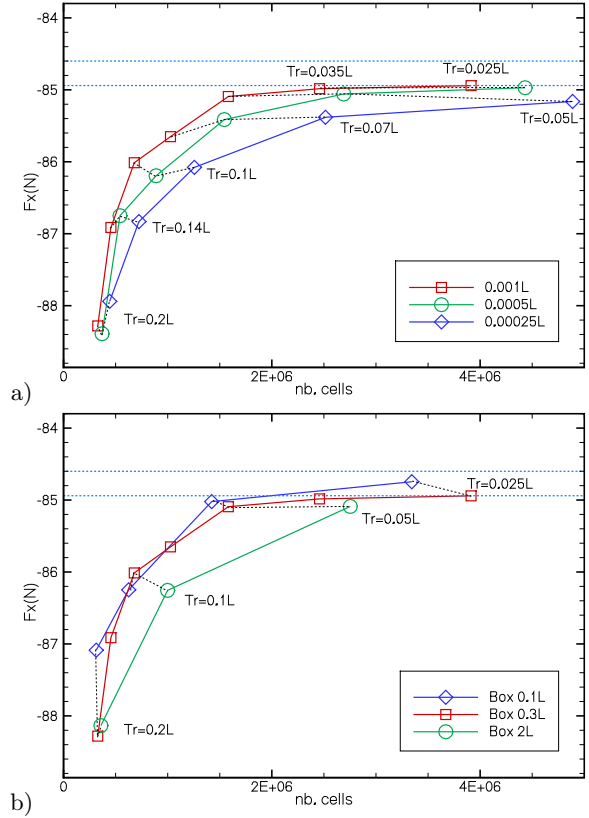 -84
-85
-86
-87
-88
Fx(N)
Tr=0.035L
Tr=0.025L
Tr=0.05L
Tr=0.07L
Tr=0.1L
Tr=0.14L
Tr=0.2L
0.001L
0.0005L
0.00025L
0
2E+06
4E+06
nb. cells
a)
-84
-85
-86
-87
-88
Fx(N)
Tr=0.025L
Tr=0.05L
Tr=0.1L
Tr=0.2L
Box 0.1L
Box 0.3L
Box 2L
0
2E+06
4E+06
nb. cells
b)